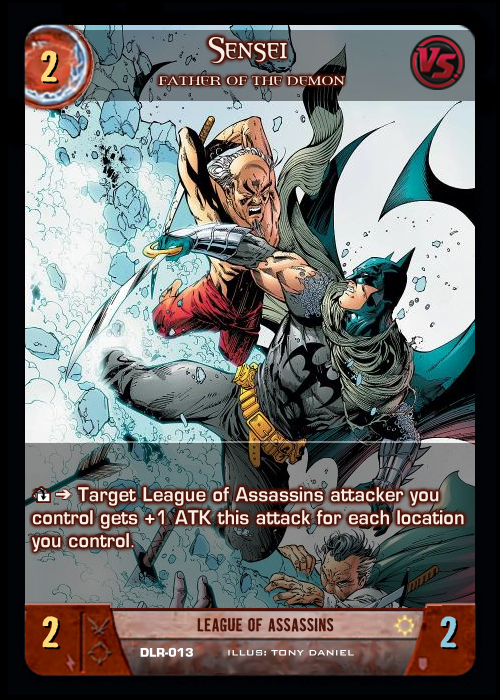 2
SENSEI
FATHER OF THE DEMON
VS
➔ Target League of Assassins attacker you
control gets +1 ATK this attack for each location
you control.
2
LEAGUE OF ASSASSINS
2
DLR-013 ILLUS: TONY DANIEL